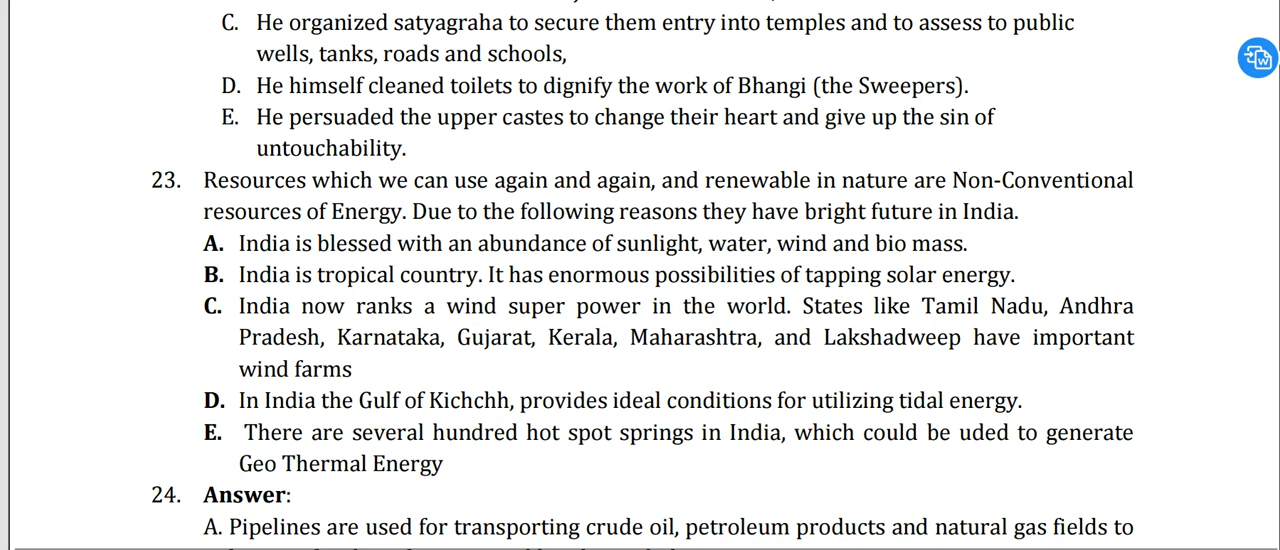 C. He organized satyagraha to secure them entry into temples and to assess to public
wells, tanks, roads and schools,
D. He himself cleaned toilets to dignify the work of Bhangi (the Sweepers).
E. He persuaded the upper castes to change their heart and give up the sin of
untouchability.
23. Resources which we can use again and again, and renewable in nature are Non-Conventional
resources of Energy. Due to the following reasons they have bright future in India.
A. India is blessed with an abundance of sunlight, water, wind and bio mass.
B. India is tropical country. It has enormous possibilities of tapping solar energy.
C. India now ranks a wind super power in the world. States like Tamil Nadu, Andhra
Pradesh, Karnataka, Gujarat, Kerala, Maharashtra, and Lakshadweep have important
wind farms
D. In India the Gulf of Kichchh, provides ideal conditions for utilizing tidal energy.
E. There are several hundred hot spot springs in India, which could be uded to generate
Geo Thermal Energy
24. Answer:
A. Pipelines are used for transporting crude oil, petroleum products and natural gas fields to